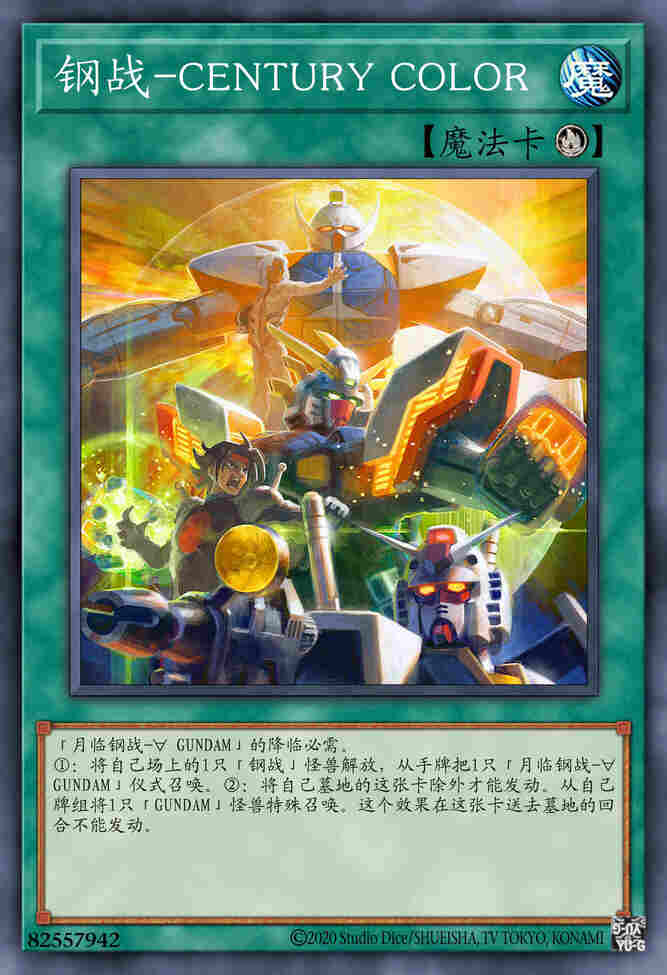 钢战-CENTURY COLOR
魔
【魔法卡】
「月临钢战-∀ GUNDAM」的降临必需。
①：将自己场上的1只「钢战」怪兽解放，从手牌把1只「月临钢战-∀
GUNDAM」仪式召唤。②：将自己墓地的这张卡除外才能发动。从自己
牌组将1只「GUNDAM」怪兽特殊召唤。这个效果在这张卡送去墓地的回
合不能发动。
82557942
©2020 Studio Dice/SHUEISHA, TV TOKYO, KONAMI